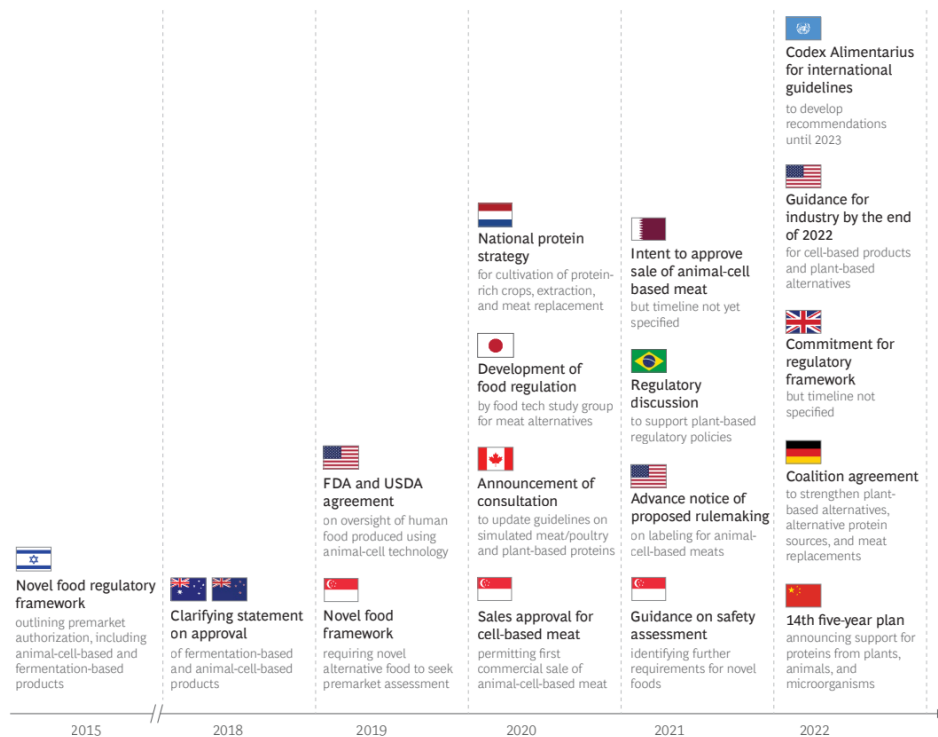 Novel food regulatory
framework
outlining premarket
authorization, including
animal-cell-based and
fermentation-based
products
Clarifying statement
on approval
of fermentation-based
and animal-cell-based
products
FDA and USDA
agreement
on oversight of human
food produced using
animal-cell technology
Novel food
framework
requiring novel
alternative food to seek
premarket assessment
National protein
strategy
for cultivation of protein-
rich crops, extraction,
and meat replacement
Development of
food regulation
by food tech study group
for meat alternatives
Announcement of
consultation
to update guidelines on
simulated meat/poultry
and plant-based proteins
Sales approval for
cell-based meat
permitting first
commercial sale of
animal-cell-based meat
Intent to approve
sale of animal-cell
based meat
but timeline not yet
specified
Regulatory
discussion
to support plant-based
regulatory policies
Advance notice of
proposed rulemaking
on labeling for animal-
cell-based meats
Guidance on safety
assessment
identifying further
requirements for novel
foods
Codex Alimentarius
for international
guidelines
to develop
recommendations
until 2023
Guidance for
industry by the end
of 2022
for cell-based products
and plant-based
alternatives
Commitment for
regulatory
framework
but timeline not
specified
Coalition agreement
to strengthen plant-
based alternatives,
alternative protein
sources, and meat
replacements
14th five-year plan
announcing support for
proteins from plants,
animals, and
microorganisms
2015
2018
2019
2020
2021
2022